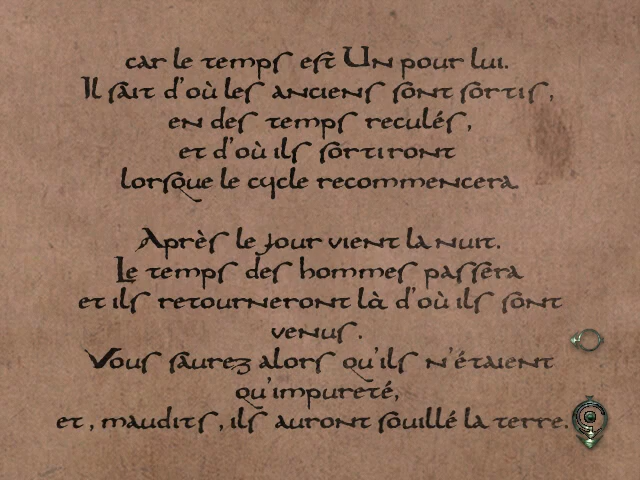 car le temps est Un pour lui.
Il sait d'où les anciens sont sortis,
en des temps reculés,
et d'où ils sortiront
lorsque le cycle recommencera
Après le jour vient la nuit.
Le temps des hommes passera
et ils retourneront là d'où ils sont
venus.
Vous saurez alors qu'ils n'étaient
qu'impureté,
et, maudits, ils auront souillé la terre.